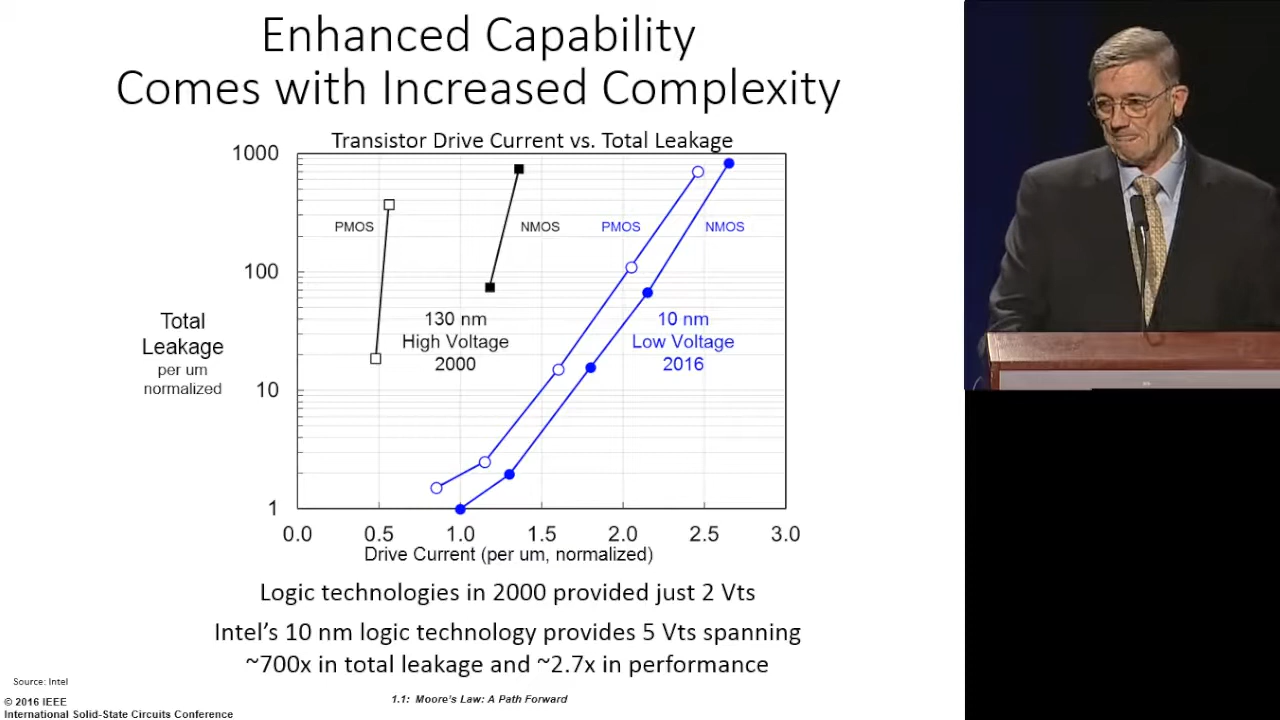 Enhanced Capability
Comes with Increased Complexity
Transistor Drive Current vs. Total Leakage
1000
100
10
1
Total
Leakage
per um
normalized
PMOS
NMOS
PMOS
NMOS
130 nm
High Voltage
2000
10 nm
Low Voltage
2016
0.0 0.5 1.0 1.5 2.0 2.5 3.0
Drive Current (per um, normalized)
Logic technologies in 2000 provided just 2 Vts
Intel's 10 nm logic technology provides 5 Vts spanning
~700x in total leakage and ~2.7x in performance
Source: Intel
© 2016 IEEE
International Solid-State Circuits Conference
1.1: Moore's Law: A Path Forward